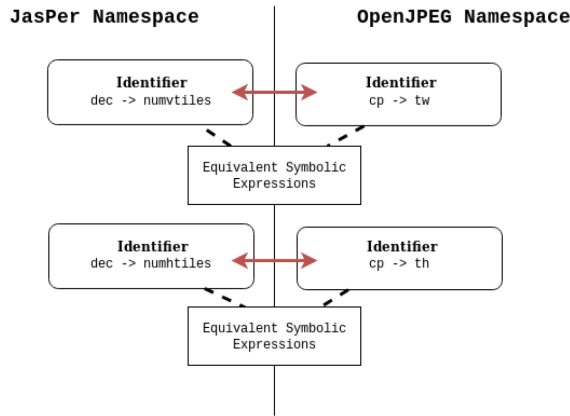 JasPer Namespace
OpenJPEG Namespace
Identifier
dec -> numvtiles
Identifier
cp -> tw
Equivalent Symbolic
Expressions
Identifier
dec -> numhtiles
Identifier
cp -> th
Equivalent Symbolic
Expressions